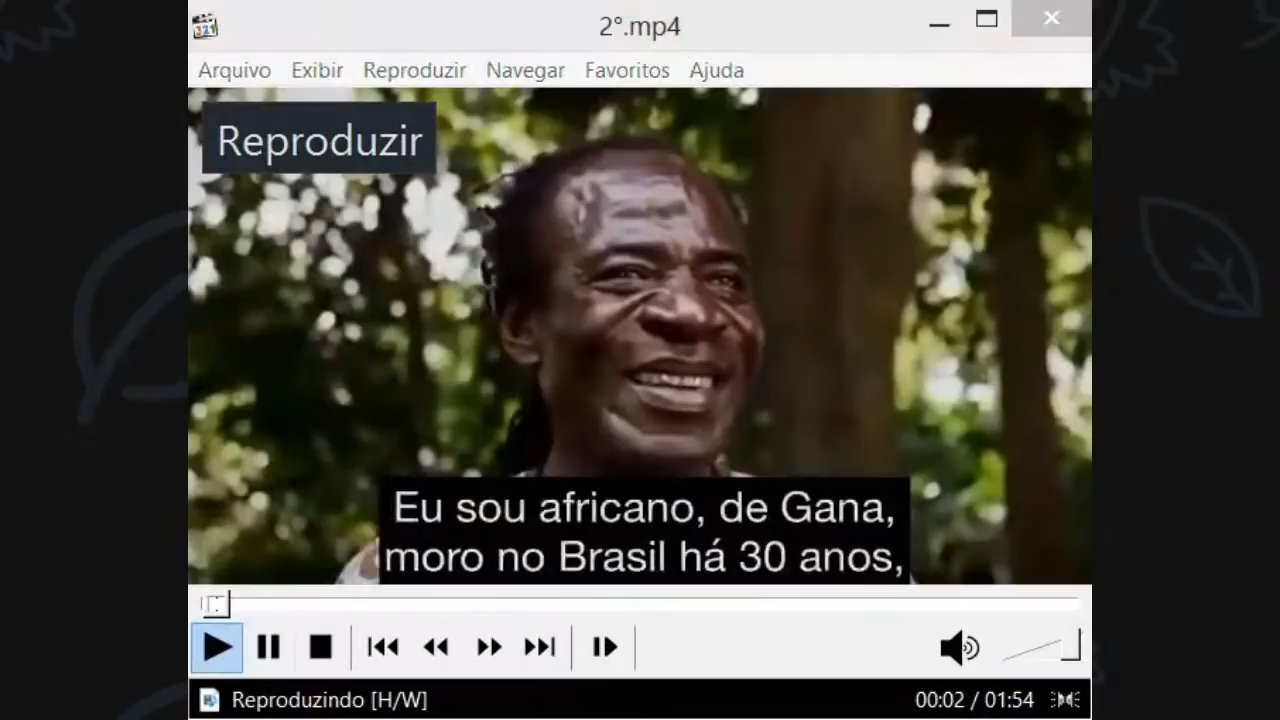 2°.mp4
Arquivo Exibir Reproduzir Navegar Favoritos Ajuda
Reproduzir
Eu sou africano, de Gana,
moro no Brasil há 30 anos,
Reproduzindo [H/W] 00:02 / 01:54